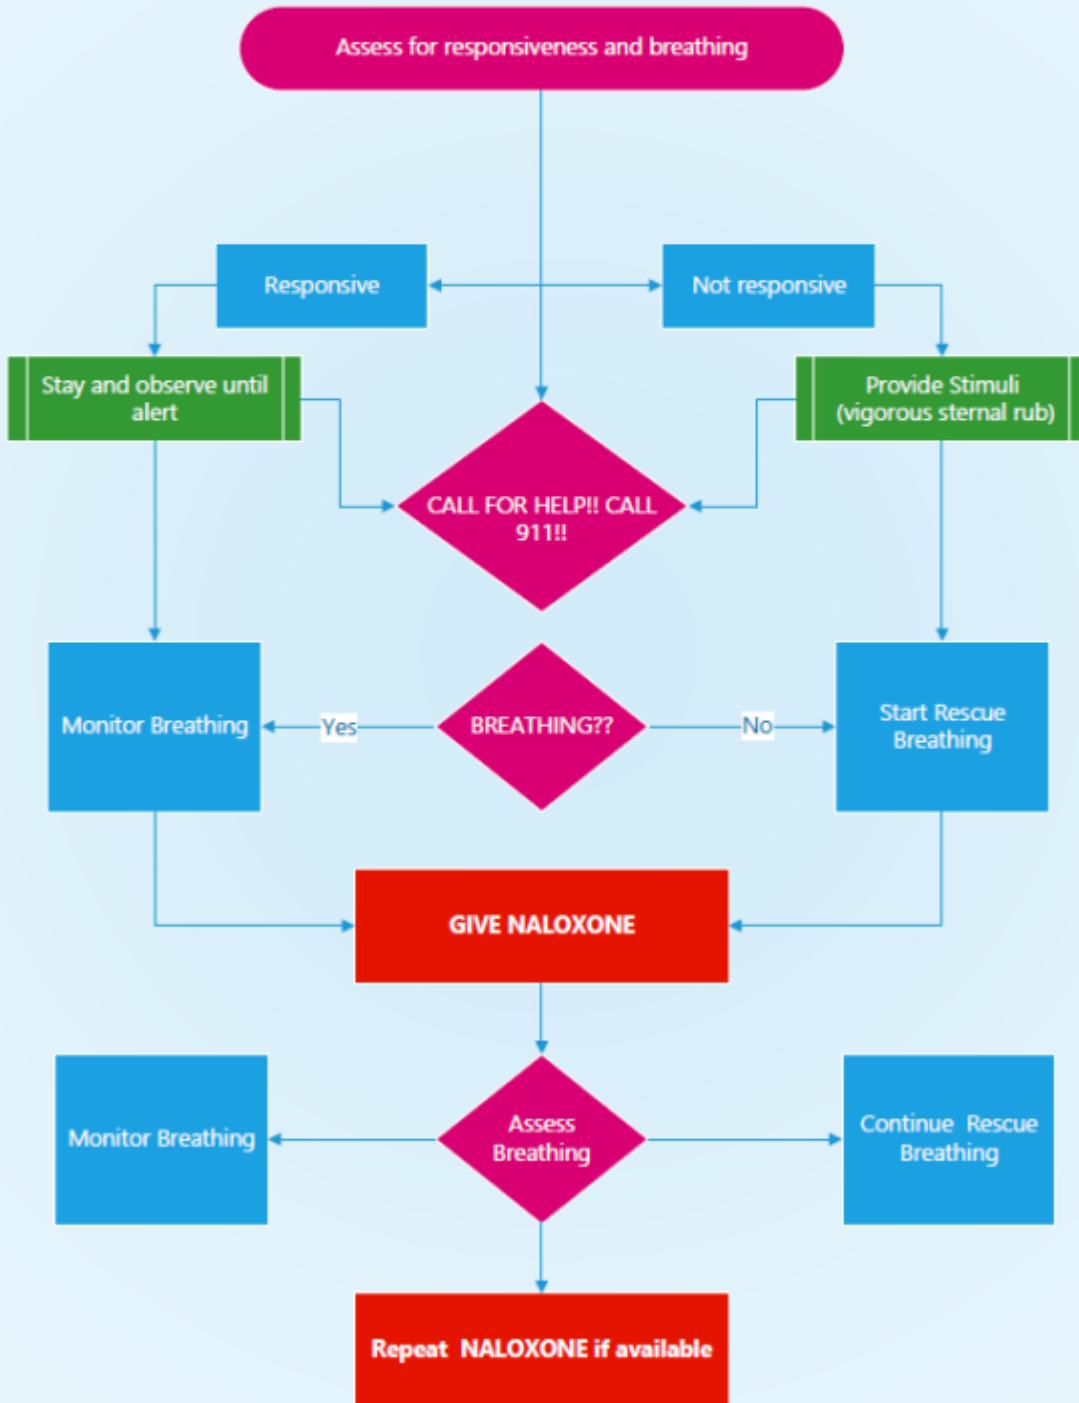 Assess for responsiveness and breathing
Responsive
Not responsive
Stay and observe until
alert
Provide Stimuli
(vigorous sternal rub)
CALL FOR HELP!! CALL
911!!
Monitor Breathing
Yes
BREATHING??
No
Start Rescue
Breathing
GIVE NALOXONE
Monitor Breathing
Assess
Breathing
Continue Rescue
Breathing
Repeat NALOXONE if available